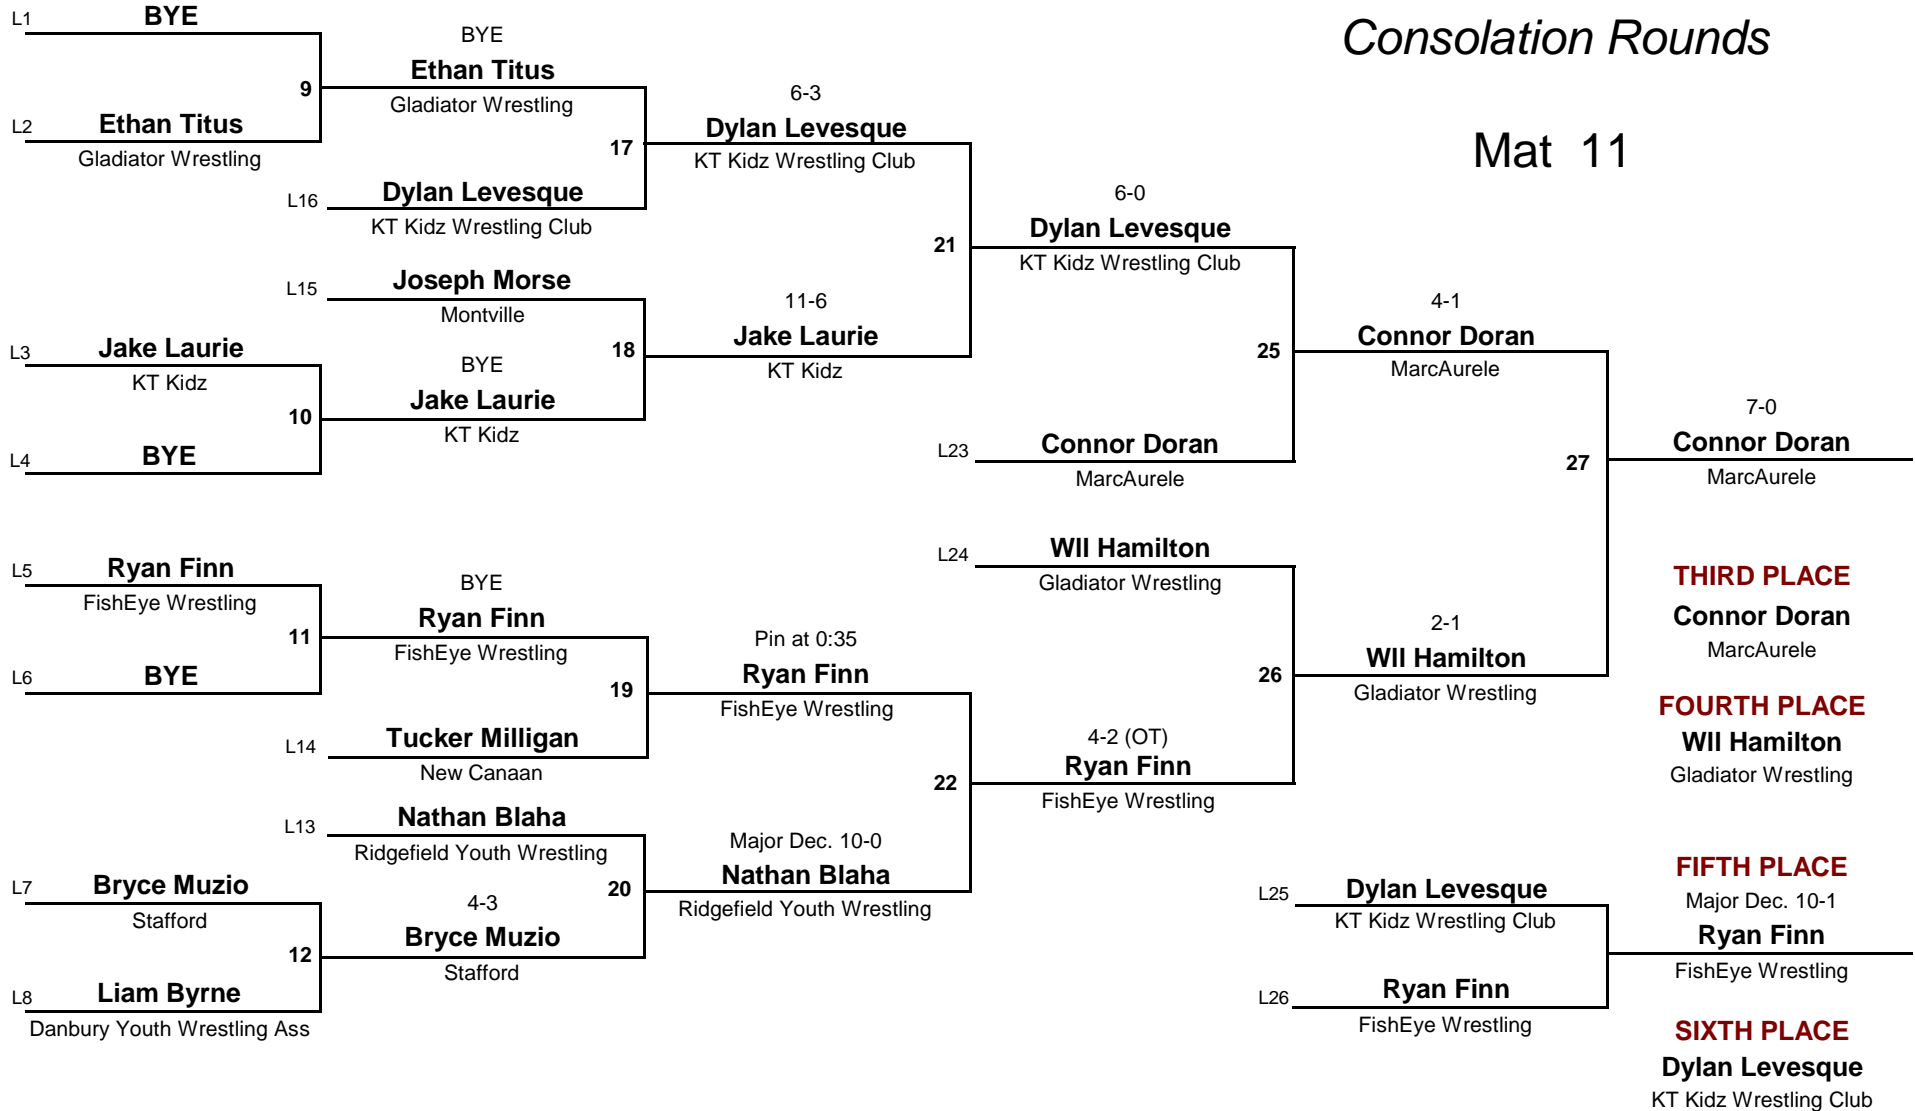 Consolation Rounds
Mat 11
L1
BYE
9
L2
Ethan Titus
Gladiator Wrestling
L3
Jake Laurie
KT Kidz
10
L4
BYE
L5
Ryan Finn
FishEye Wrestling
11
L6
BYE
L7
Bryce Muzio
Stafford
12
L8
Liam Byrne
Danbury Youth Wrestling Ass
BYE
Ethan Titus
Gladiator Wrestling
17
L16
Dylan Levesque
KT Kidz Wrestling Club
L15
Joseph Morse
Montville
18
BYE
Jake Laurie
KT Kidz
BYE
Ryan Finn
FishEye Wrestling
19
L14
Tucker Milligan
New Canaan
L13
Nathan Blaha
Ridgefield Youth Wrestling
20
4-3
Bryce Muzio
Stafford
6-3
Dylan Levesque
KT Kidz Wrestling Club
21
11-6
Jake Laurie
KT Kidz
Pin at 0:35
Ryan Finn
FishEye Wrestling
22
Major Dec. 10-0
Nathan Blaha
Ridgefield Youth Wrestling
6-0
Dylan Levesque
KT Kidz Wrestling Club
25
L23
Connor Doran
MarcAurele
L24
WIl Hamilton
Gladiator Wrestling
26
4-2 (OT)
Ryan Finn
FishEye Wrestling
4-1
Connor Doran
MarcAurele
27
2-1
WIl Hamilton
Gladiator Wrestling
7-0
Connor Doran
MarcAurele
THIRD PLACE
Connor Doran
MarcAurele
FOURTH PLACE
WIl Hamilton
Gladiator Wrestling
L25
Dylan Levesque
KT Kidz Wrestling Club
L26
Ryan Finn
FishEye Wrestling
FIFTH PLACE
Major Dec. 10-1
Ryan Finn
FishEye Wrestling
SIXTH PLACE
Dylan Levesque
KT Kidz Wrestling Club